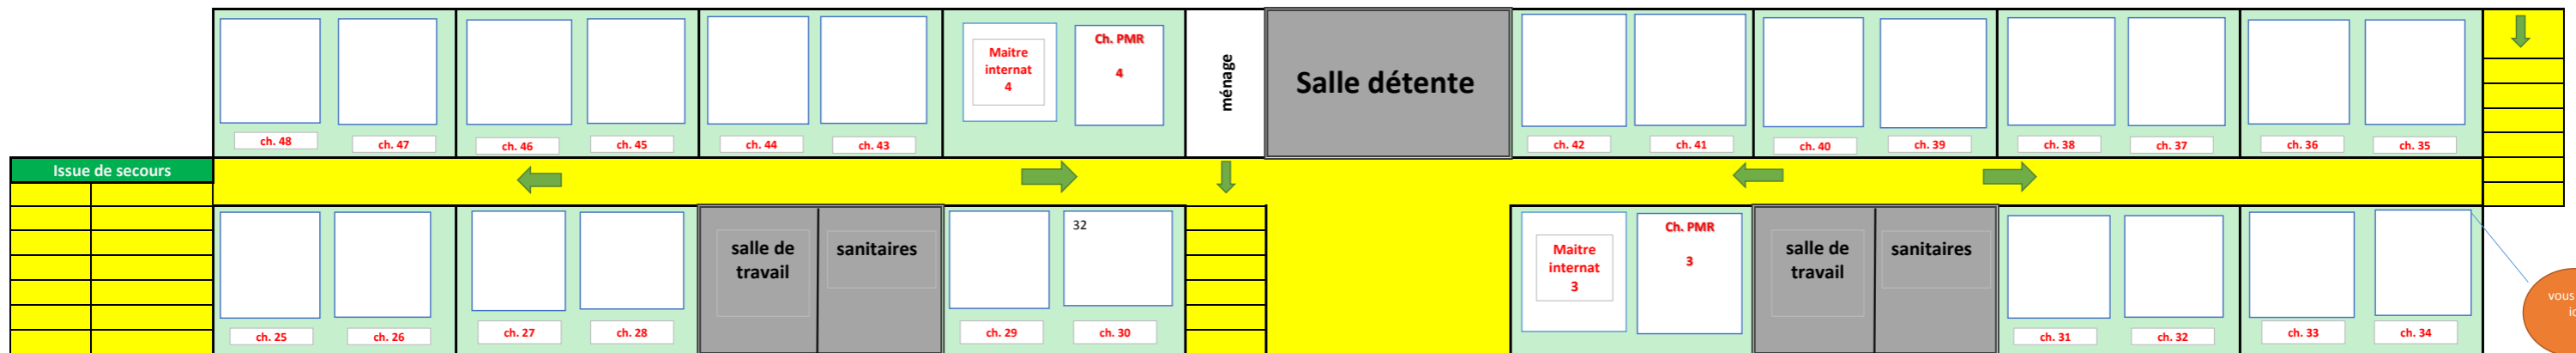 Maitre
internat
4
Ch. PMR
4
ménage
Salle détente
ch. 48
ch. 47
ch. 46
ch. 45
ch. 44
ch. 43
ch. 42
ch. 41
ch. 40
ch. 39
ch. 38
ch. 37
ch. 36
ch. 35
Issue de secours
salle de
travail
sanitaires
32
Maitre
internat
3
Ch. PMR
3
salle de
travail
sanitaires
vous
ch. 25
ch. 26
ch. 27
ch. 28
ch. 29
ch. 30
ch. 31
ch. 32
ch. 33
ch. 34